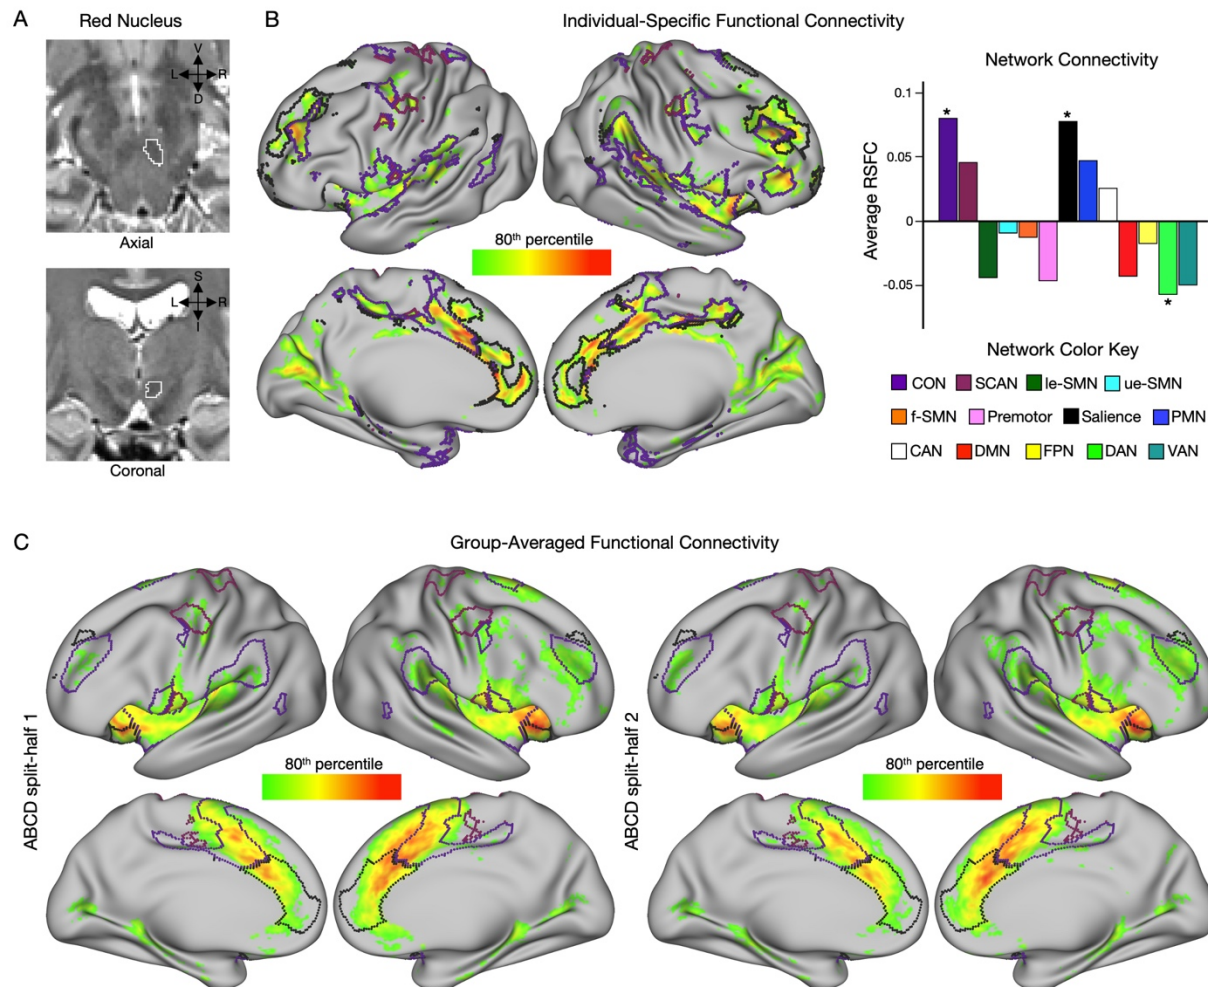 A
Red Nucleus
V
L R
D
Axial
S
L R
I
Coronal
B
Individual-Specific Functional Connectivity
80th percentile
Network Connectivity
Average RSFC
0.1
0.05
0
-0.05
*
*
*
Network Color Key
CON SCAN le-SMN ue-SMN
f-SMN Premotor Salience PMN
CAN DMN FPN DAN VAN
C
Group-Averaged Functional Connectivity
ABCD split-half 1
80th percentile
ABCD split-half 2
80th percentile